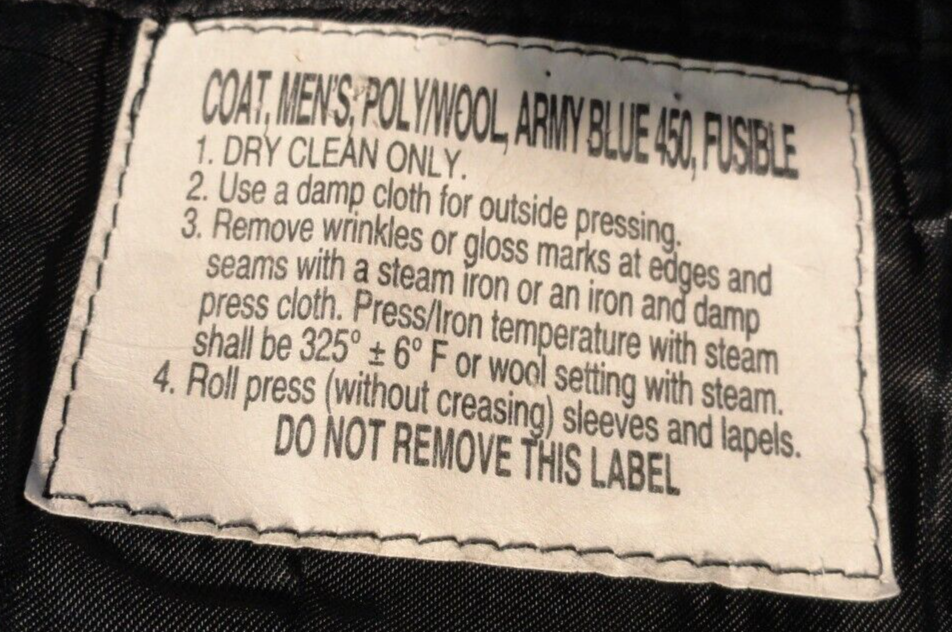 COAT, MEN'S, POLY/WOOL, ARMY BLUE 450, FUSIBLE
1. DRY CLEAN ONLY.
2. Use a damp cloth for outside pressing.
3. Remove wrinkles or gloss marks at edges and
seams with a steam iron or an iron and damp
press cloth. Press/Iron temperature with steam
shall be 325° ± 6° F or wool setting with steam.
4. Roll press (without creasing) sleeves and lapels.
DO NOT REMOVE THIS LABEL